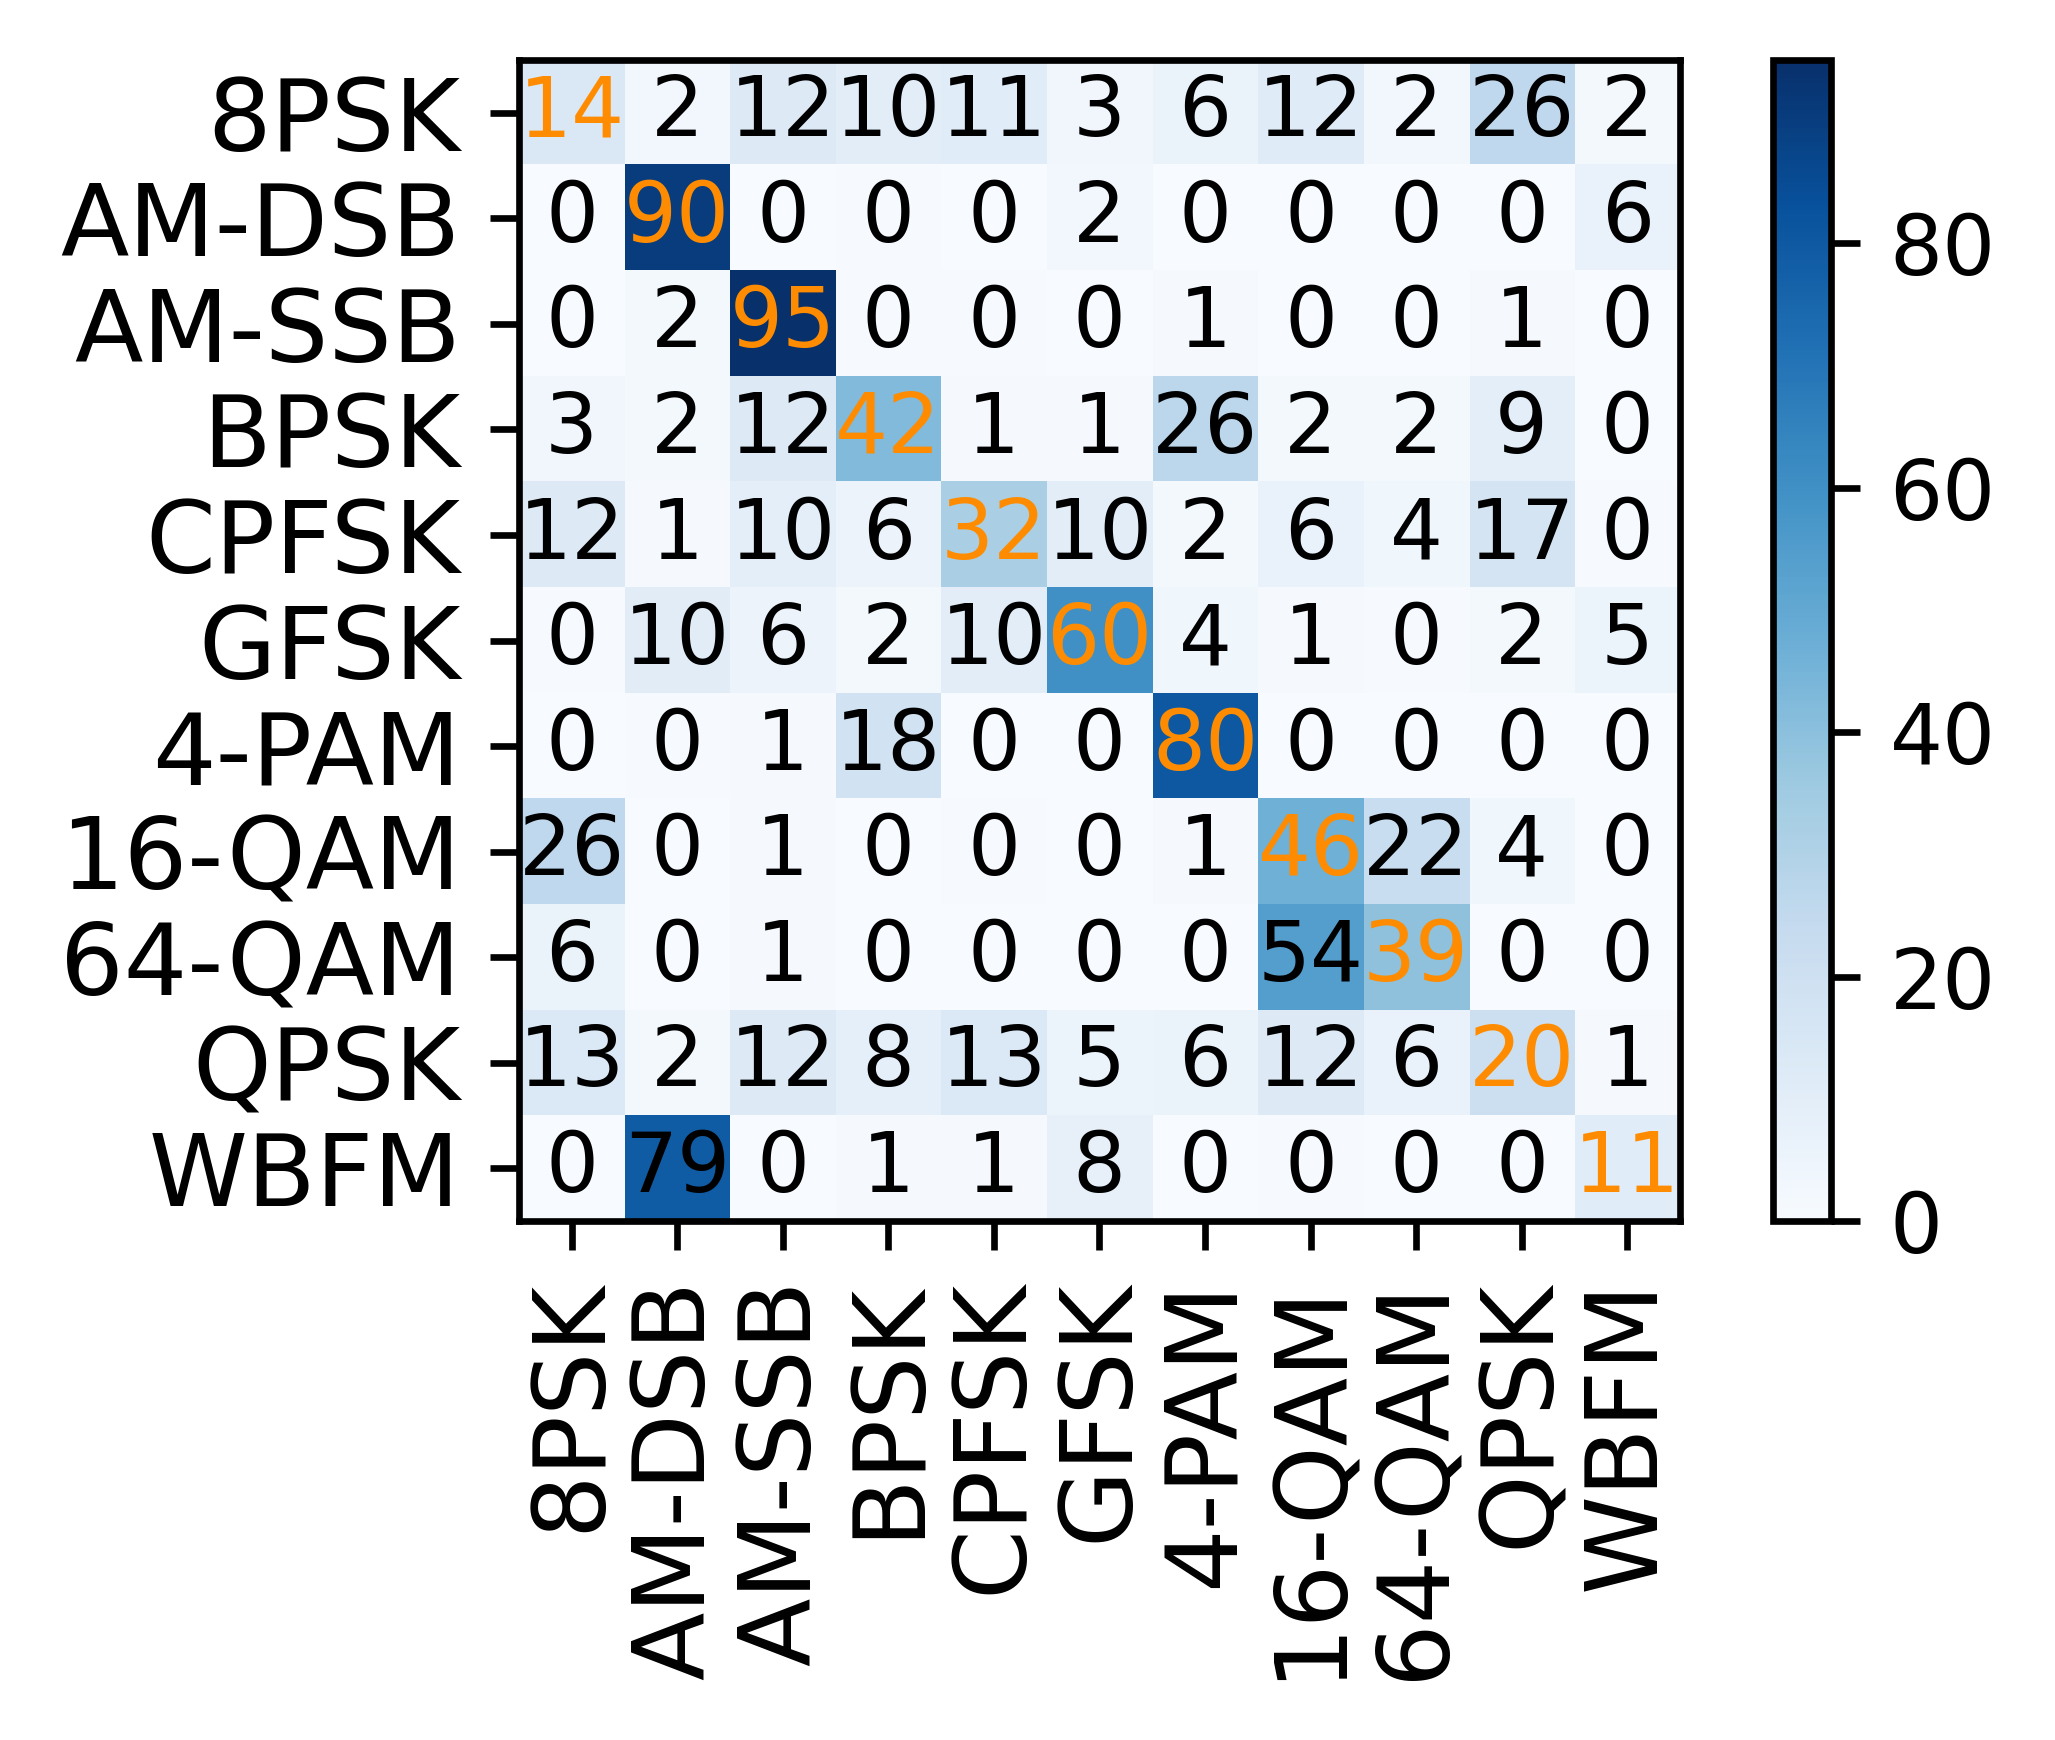 8PSK 14 2 12 10 11 3 6 12 2 26 2
AM-DSB 0 90 0 0 0 2 0 0 0 0 6
AM-SSB 0 2 95 0 0 0 1 0 0 1 0
BPSK 3 2 12 42 1 1 26 2 2 9 0
CPFSK 12 1 10 6 32 10 2 6 4 17 0
GFSK 0 10 6 2 10 60 4 1 0 2 5
4-PAM 0 0 1 18 0 0 80 0 0 0 0
16-QAM 26 0 1 0 0 0 1 46 22 4 0
64-QAM 6 0 1 0 0 0 0 54 39 0 0
QPSK 13 2 12 8 13 5 6 12 6 20 1
WBFM 0 79 0 1 1 8 0 0 0 0 11
8PSK
AM-DSB
AM-SSB
BPSK
CPFSK
GFSK
4-PAM
16-QAM
64-QAM
QPSK
WBFM
80
60
40
20
0